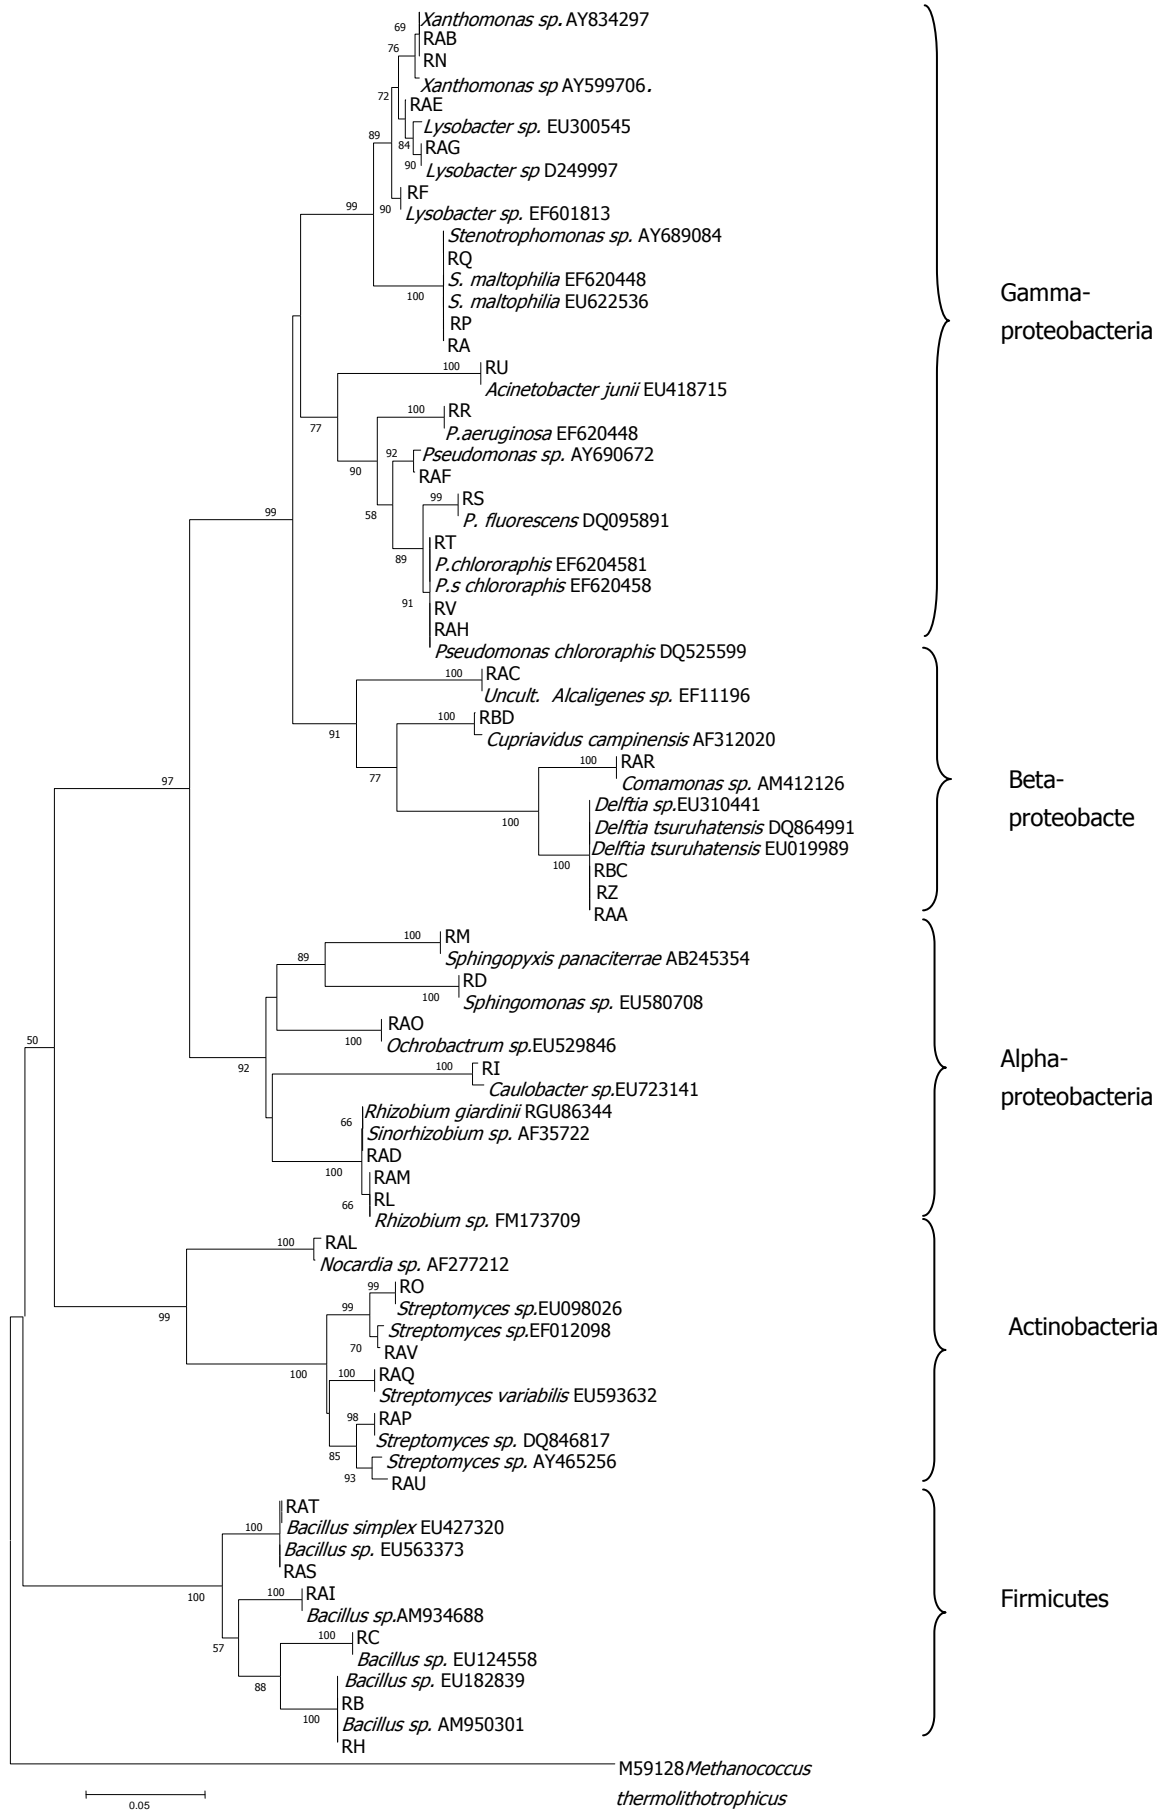 Xanthomonas sp. AY834297
69
RAB
76
RN
Xanthomonas sp AY599706.
72
RAE
Lysobacter sp. EU300545
89
84
RAG
90
Lysobacter sp D249997
RF
99
90
Lysobacter sp. EF601813
Stenotrophomonas sp. AY689084
RQ
S. maltophilia EF620448
100
S. maltophilia EU622536
RP
RA
Gamma-
proteobacteria
100
RU
Acinetobacter junii EU418715
100
RR
77
P.aeruginosa EF620448
92
Pseudomonas sp. AY690672
90
RAF
99
RS
58
P. fluorescens DQ095891
99
RT
89
P.chlororaphis EF6204581
P.s chlororaphis EF620458
91
RV
RAH
Pseudomonas chlororaphis DQ525599
100
RAC
Uncult. Alcaligenes sp. EF11196
100
RBD
91
Cupriavidus campinensis AF312020
100
RAR
77
Comamonas sp. AM412126
97
Beta-
proteobacte
Delftia sp.EU310441
100
Delftia tsuruhatensis DQ864991
Delftia tsuruhatensis EU019989
100
RBC
RZ
RAA
100
RM
89
Sphingopyxis panaciterrae AB245354
RD
100
Sphingomonas sp. EU580708
RAO
100
Ochrobactrum sp.EU529846
50
92
100
RI
Caulobacter sp.EU723141
Alpha-
proteobacteria
Rhizobium giardinii RGU86344
66
Sinorhizobium sp. AF35722
RAD
100
RAM
66
RL
Rhizobium sp. FM173709
100
RAL
Nocardia sp. AF277212
99
RO
99
Streptomyces sp.EU098026
99
Streptomyces sp.EF012098
70
RAV
Actinobacteria
100
100
RAQ
Streptomyces variabilis EU593632
98
RAP
Streptomyces sp. DQ846817
85
Streptomyces sp. AY465256
93
RAU
RAT
100
Bacillus simplex EU427320
Bacillus sp. EU563373
RAS
100
100
RAI
Bacillus sp.AM934688
Firmicutes
100
RC
57
Bacillus sp. EU124558
88
Bacillus sp. EU182839
RB
100
Bacillus sp. AM950301
RH
M59128Methanococcus
thermolithotrophicus
0.05